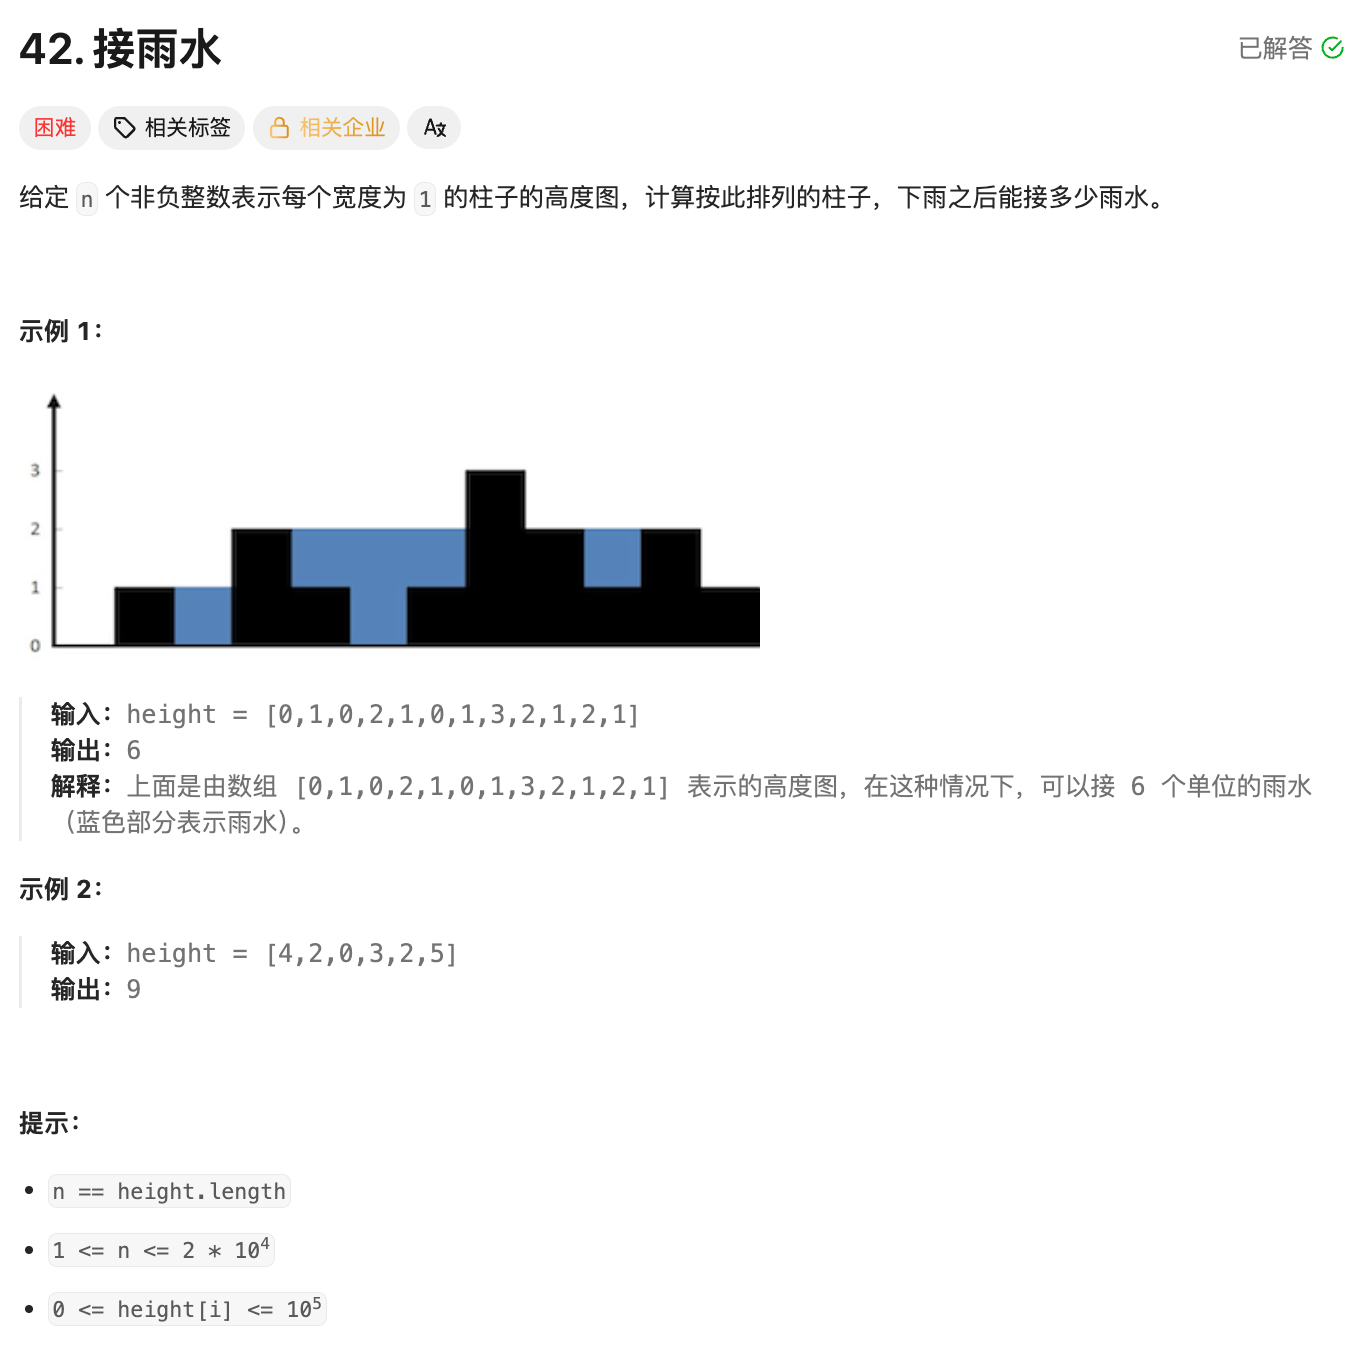 42. 接雨水
已解答
困难
相关标签
相关企业
给定 n 个非负整数表示每个宽度为 1 的柱子的高度图，计算按此排列的柱子，下雨之后能接多少雨水。
示例 1：
3
2
1
0
输入：height = [0,1,0,2,1,0,1,3,2,1,2,1]
输出：6
解释：上面是由数组 [0,1,0,2,1,0,1,3,2,1,2,1] 表示的高度图，在这种情况下，可以接 6 个单位的雨水
（蓝色部分表示雨水）。
示例 2：
输入：height = [4,2,0,3,2,5]
输出：9
提示：
n == height.length
1 <= n <= 2 * 10⁴
0 <= height[i] <= 10⁵